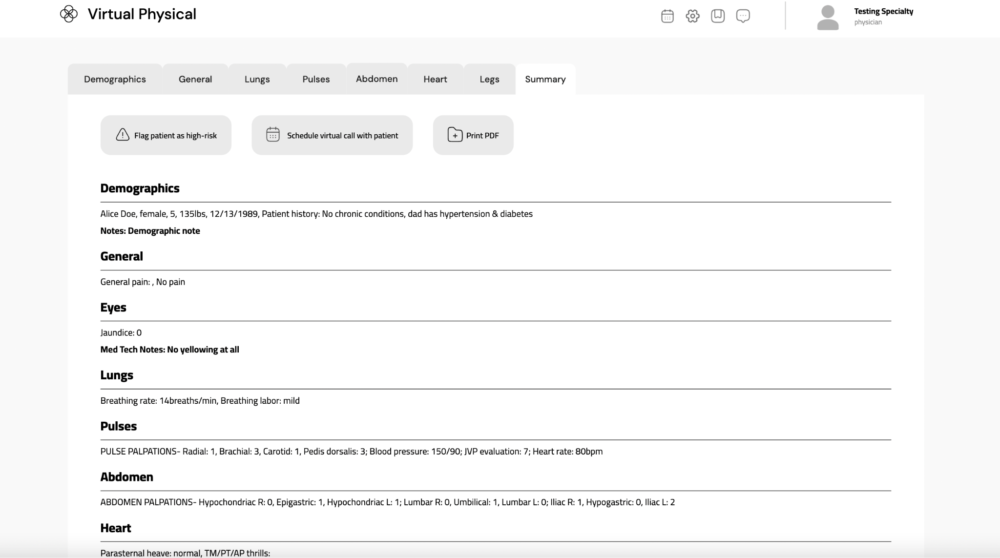 Virtual Physical
Testing Specialty
physician
Demographics
General
Lungs
Pulses
Abdomen
Heart
Legs
Summary
Flag patient as high-risk
Schedule virtual call with patient
Print PDF
Demographics
Alice Doe, female, 5, 135lbs, 12/13/1989, Patient history: No chronic conditions, dad has hypertension & diabetes
Notes: Demographic note
General
General pain: , No pain
Eyes
Jaundice: 0
Med Tech Notes: No yellowing at all
Lungs
Breathing rate: 14breaths/min, Breathing labor: mild
Pulses
PULSE PALPATIONS- Radial: 1, Brachial: 3, Carotid: 1, Pedis dorsalis: 3; Blood pressure: 150/90; JVP evaluation: 7; Heart rate: 80bpm
Abdomen
ABDOMEN PALPATIONS- Hypochondriac R: 0, Epigastric: 1, Hypochondriac L: 1; Lumbar R: 0, Umbilical: 1, Lumbar L: 0; Iliac R: 1, Hypogastric: 0, Iliac L: 2
Heart
Parasternal heave: normal, TM/PT/AP thrills: